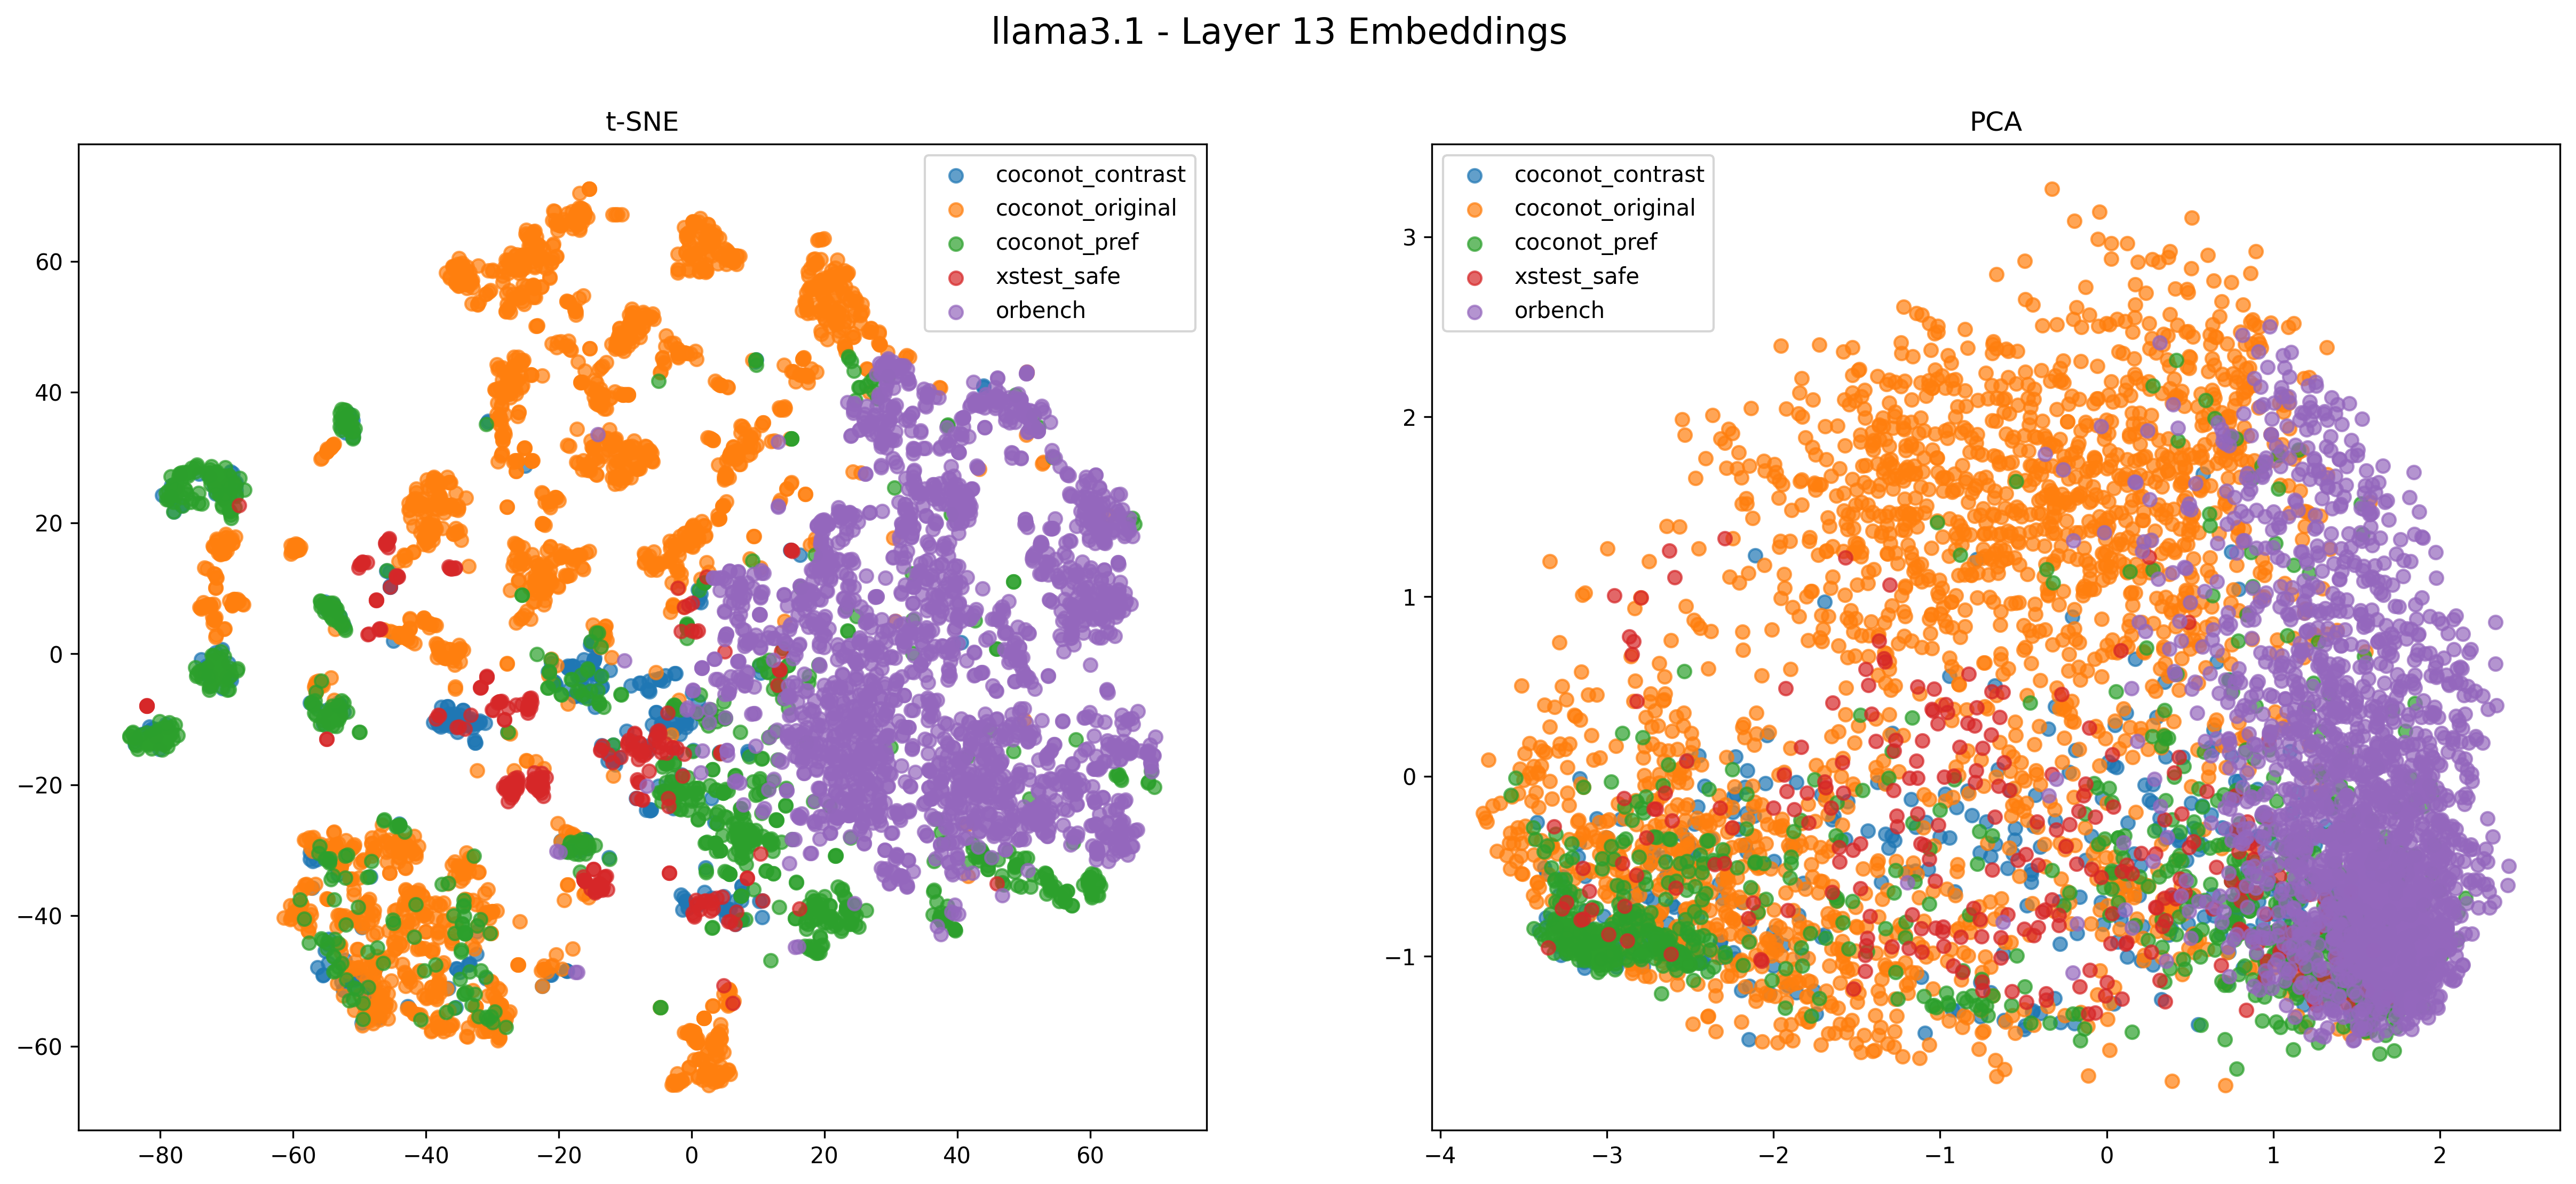 llama3.1 - Layer 13 Embeddings
t-SNE
coconot_contrast
coconot_original
coconot_pref
xstest_safe
orbench
60
40
20
0
−20
−40
−60
−80
−60
−40
−20
0
20
40
60
PCA
coconot_contrast
coconot_original
coconot_pref
xstest_safe
orbench
3
2
1
0
−1
−4
−3
−2
−1
0
1
2